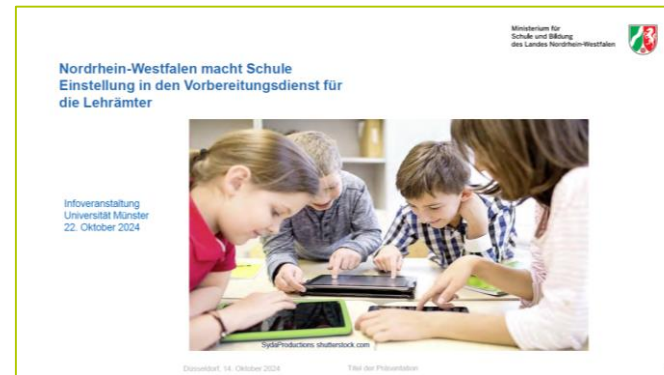 Ministerium für
Schule und Bildung
des Landes Nordrhein-Westfalen
Nordrhein-Westfalen macht Schule
Einstellung in den Vorbereitungsdienst für
die Lehrämter
Infoveranstaltung
Universität Münster
22. Oktober 2024
SydaProductions shutterstock.com
Düsseldorf, 14. Oktober 2024
Titel der Präsentation